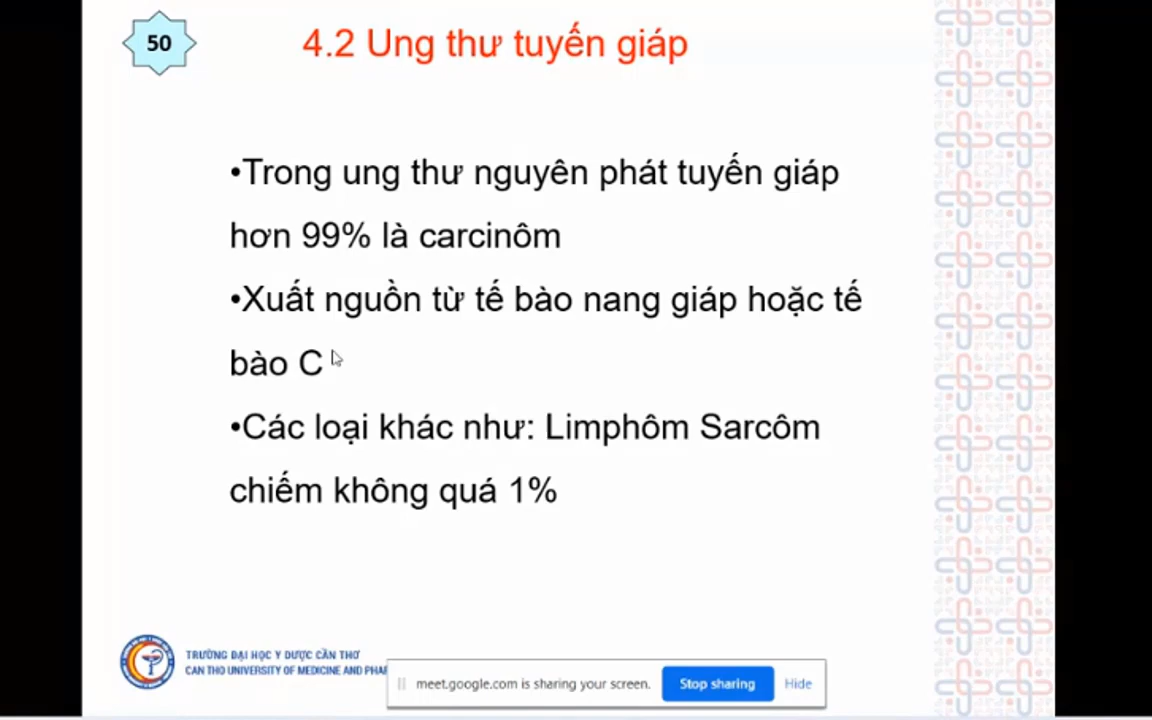 50
4.2 Ung thư tuyến giáp
•Trong ung thư nguyên phát tuyến giáp
hơn 99% là carcinôm
•Xuất nguồn từ tế bào nang giáp hoặc tế
bào C
•Các loại khác như: Limphôm Sarcôm
chiếm không quá 1%
TRƯỜNG ĐẠI HỌC Y DƯỢC CẦN THƠ
CAN THO UNIVERSITY OF MEDICINE AND
meet.google.com is sharing your screen.
Stop sharing
Hide